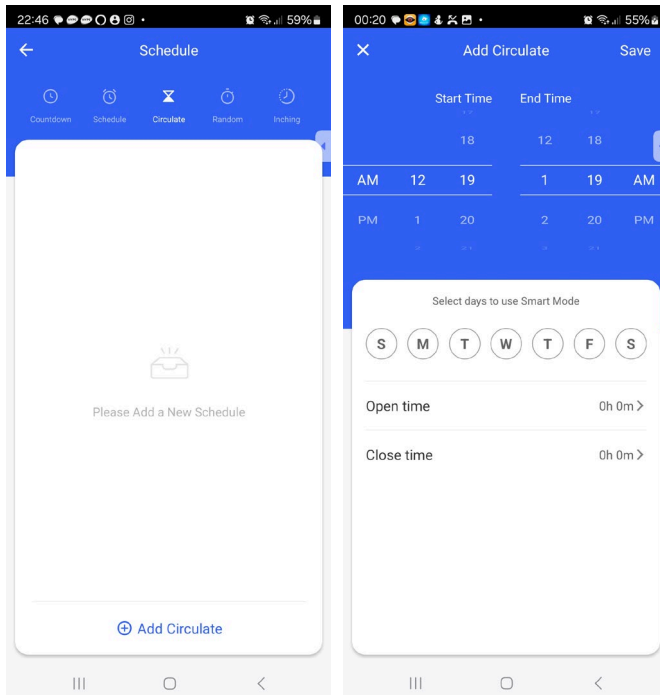 22:46
59%
Schedule
Countdown Schedule Circulate Random Inching
Please Add a New Schedule
Add Circulate
00:20
55%
Add Circulate Save
Start Time End Time
18 12 18
AM 12 19 1 19 AM
PM 1 20 2 20 PM
Select days to use Smart Mode
S M T W T F S
Open time 0h 0m
Close time 0h 0m